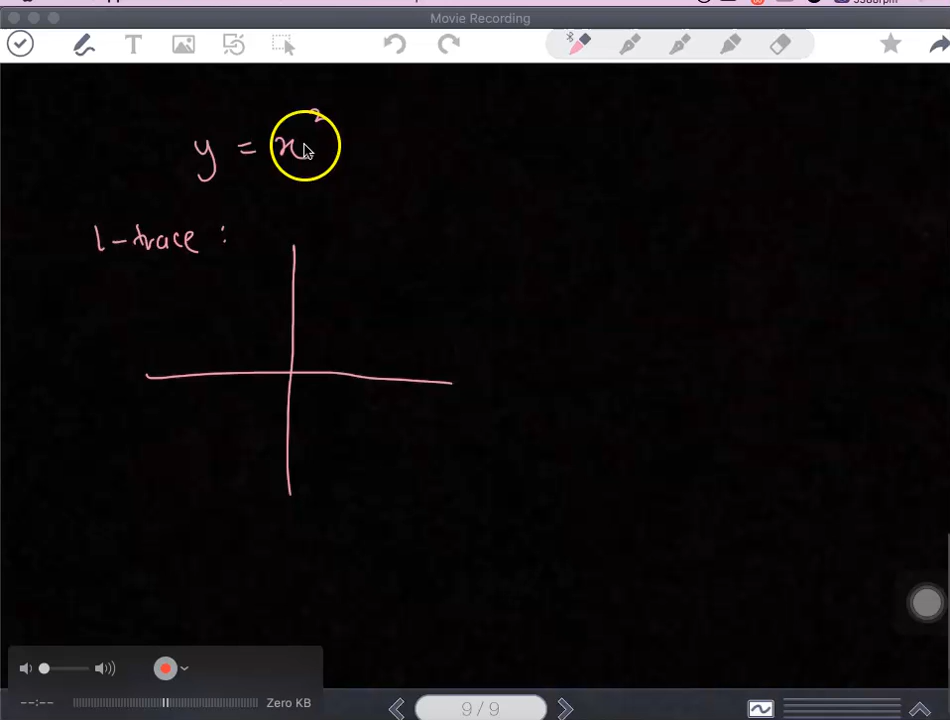 Movie Recording
T
y = x²
1-trace :
--:--
Zero KB
9/9